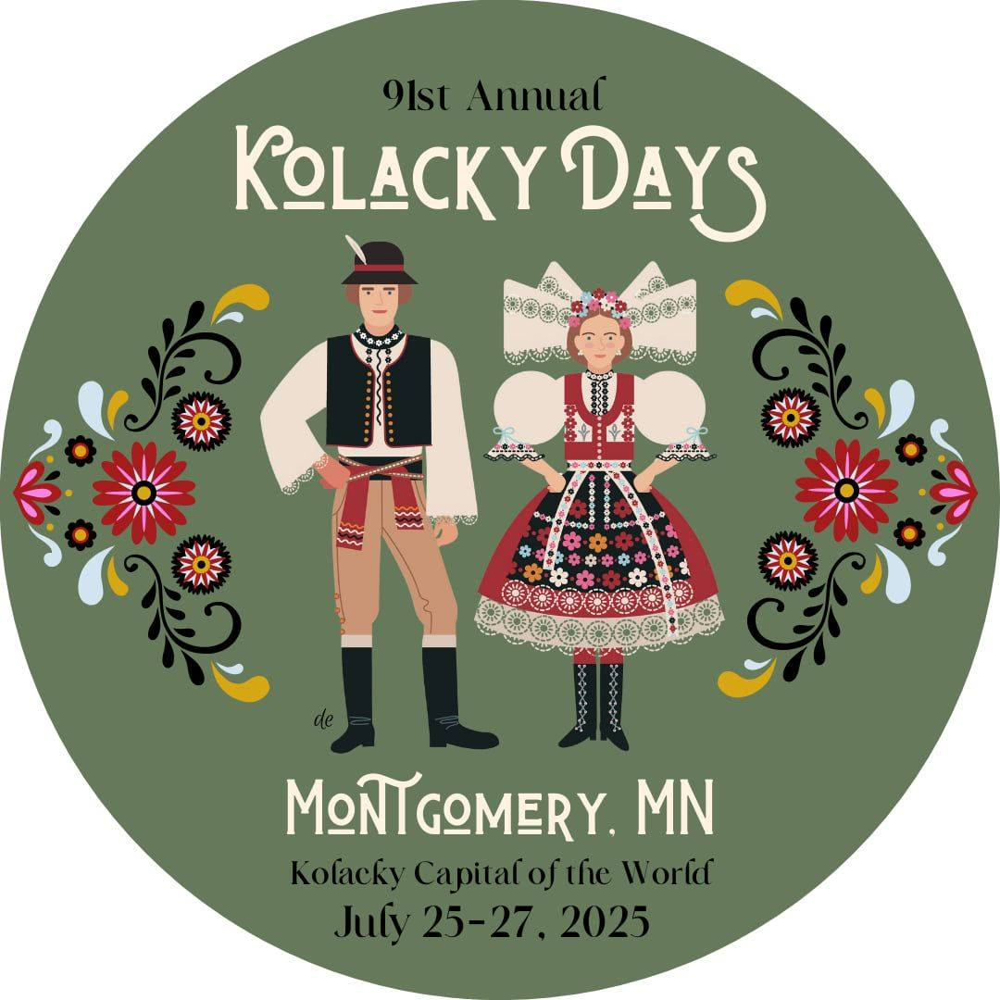 91st Annual
KOLACKY DAYS
de
MONTGOMERY, MN
Kolacky Capital of the World
July 25-27, 2025